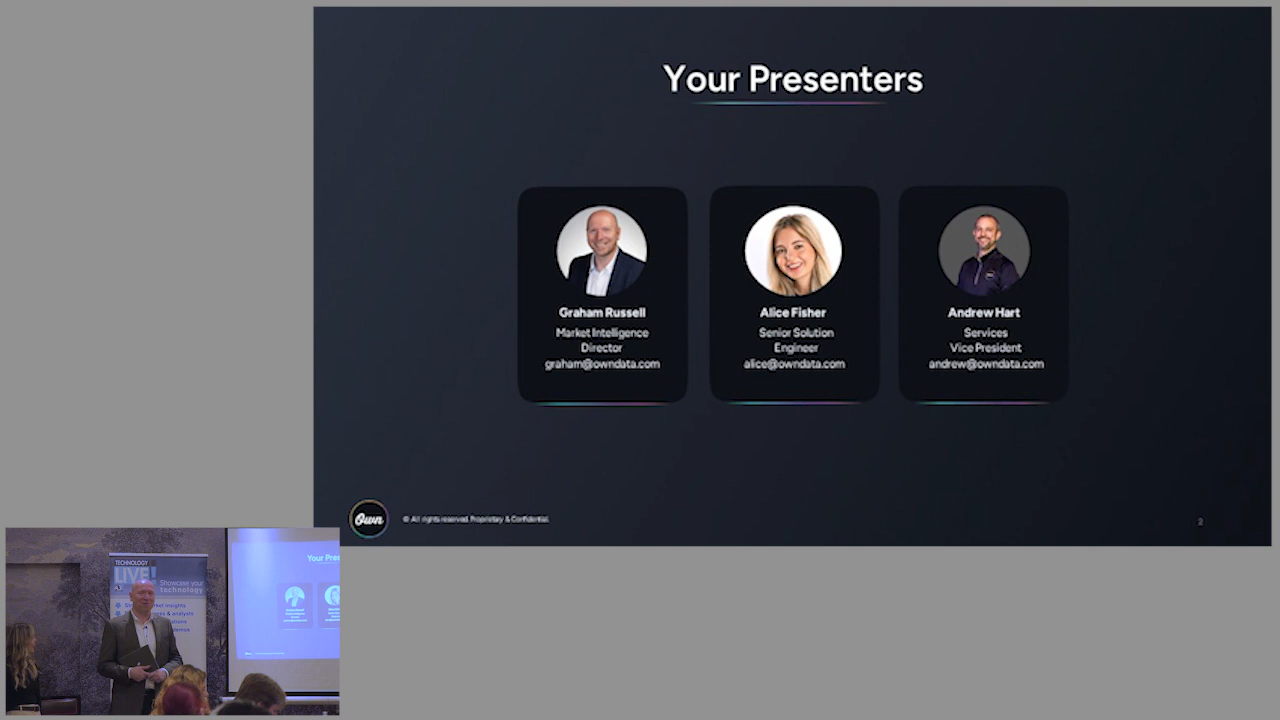 Your Presenters
Graham Russell
Market Intelligence
Director
graham@owndata.com
Alice Fisher
Senior Solution
Engineer
alice@owndata.com
Andrew Hart
Services
Vice President
andrew@owndata.com
Own
© All rights reserved. Proprietary & Confidential.
2
TECHNOLOGY
LIVE!
Showcase your
technology
Your Pres